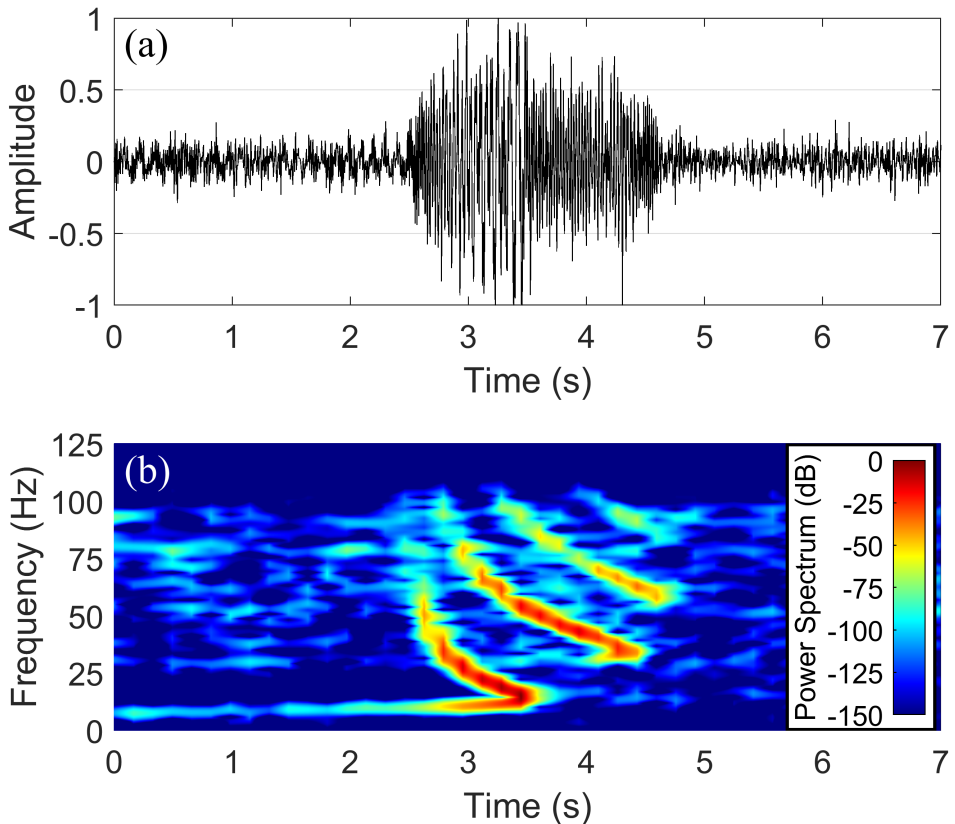 (a)
Amplitude
1
0.5
0
-0.5
-1
0 1 2 3 4 5 6 7
Time (s)
(b)
Frequency (Hz)
125
100
75
50
25
0
Power Spectrum (dB)
0
-25
-50
-75
-100
-125
-150
0 1 2 3 4 5 6 7
Time (s)